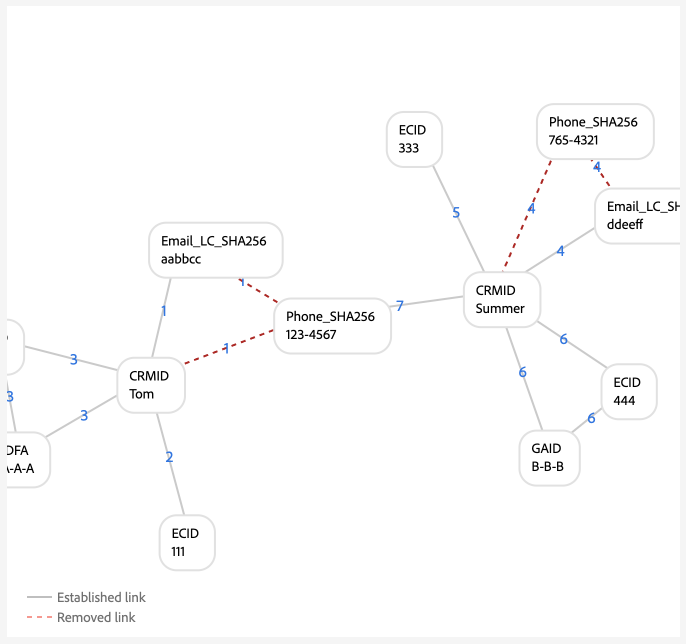 Phone_SHA256
765-4321
ECID
333
4
Email_LC_SH
ddeeff
5
4
Email_LC_SHA256
aabbcc
4
1
CRMID
Summer
Phone_SHA256
123-4567
7
1
1
6
3
CRMID
Tom
6
ECID
444
3
3
6
DFA
A-A-A
GAID
B-B-B
2
ECID
111
Established link
Removed link